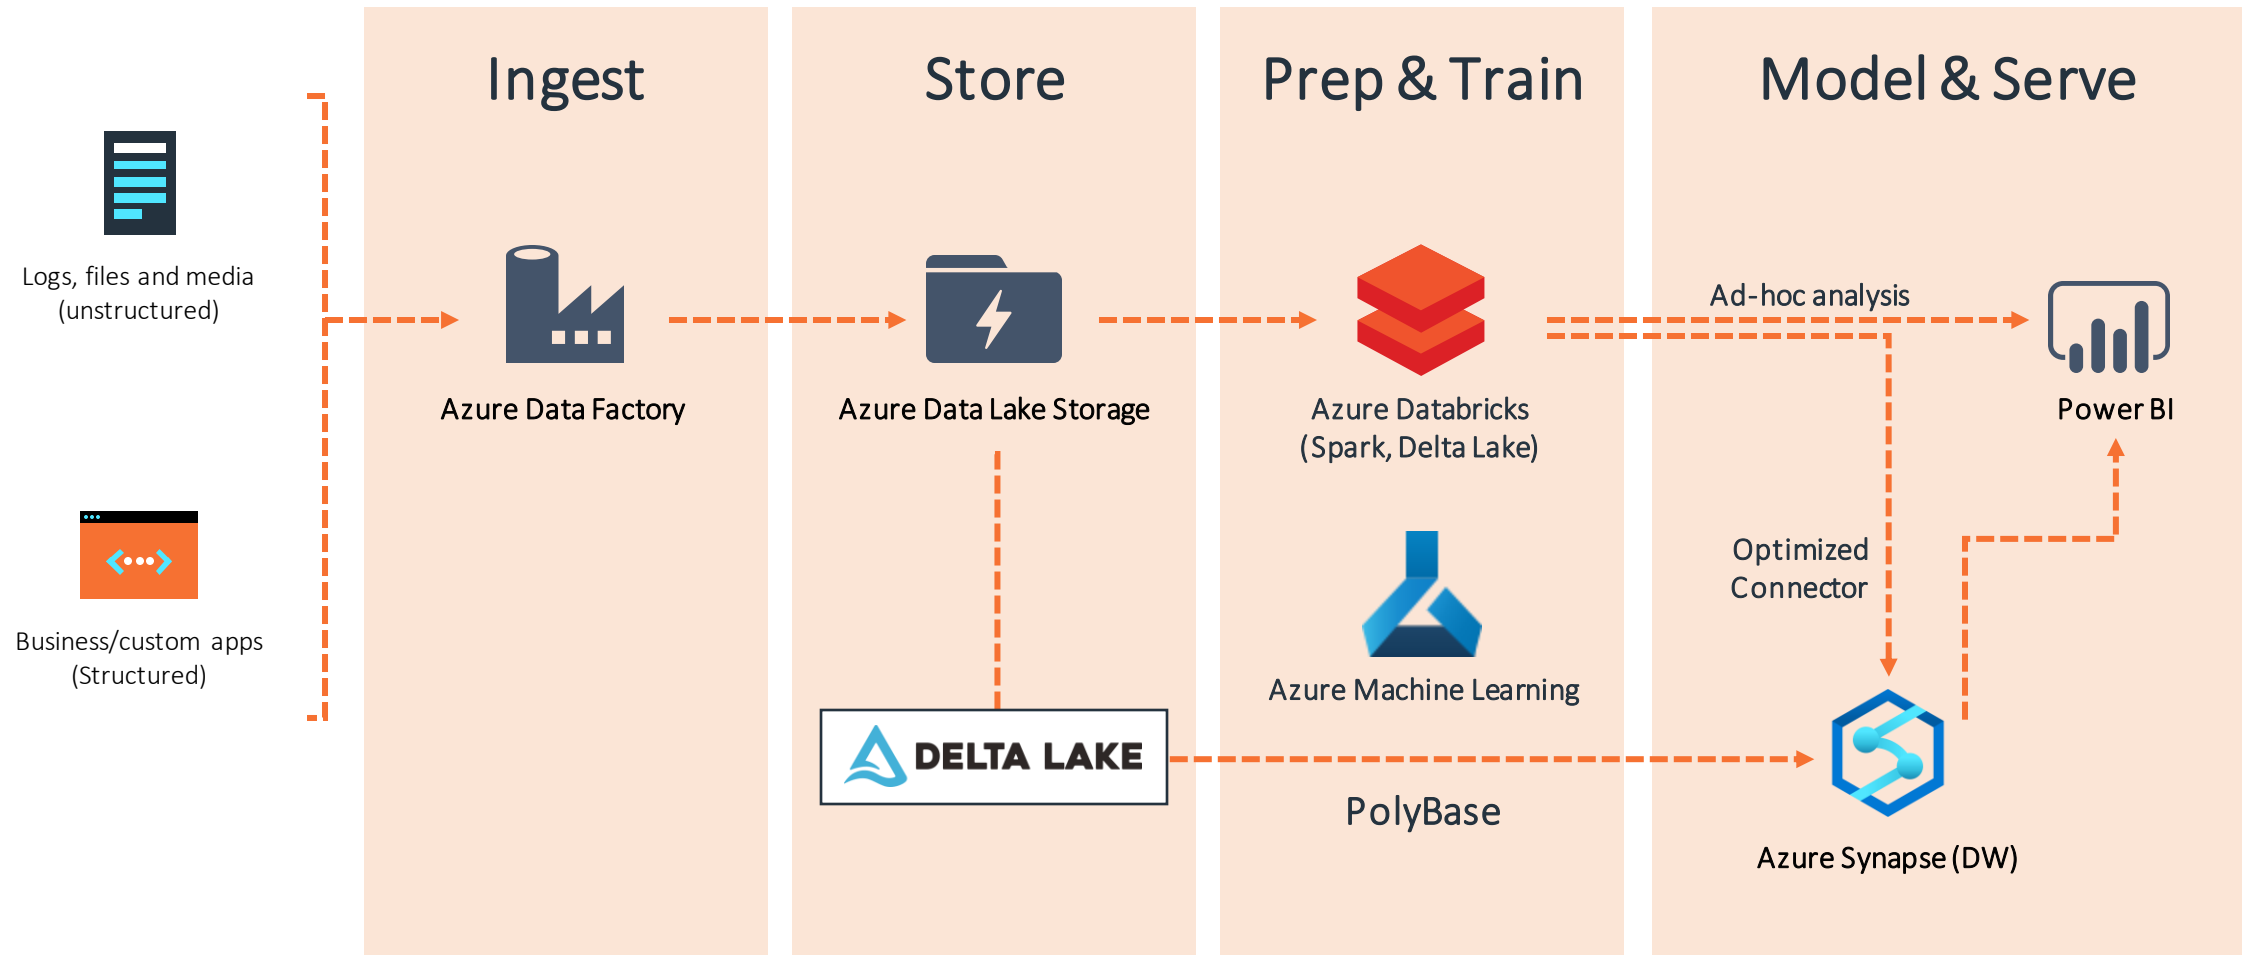 Ingest
Store
Prep & Train
Model & Serve
Logs, files and media
(unstructured)
Business/custom apps
(Structured)
Azure Data Factory
Azure Data Lake Storage
DELTA LAKE
Azure Databricks
(Spark, Delta Lake)
Azure Machine Learning
PolyBase
Ad-hoc analysis
Power BI
Optimized
Connector
Azure Synapse (DW)